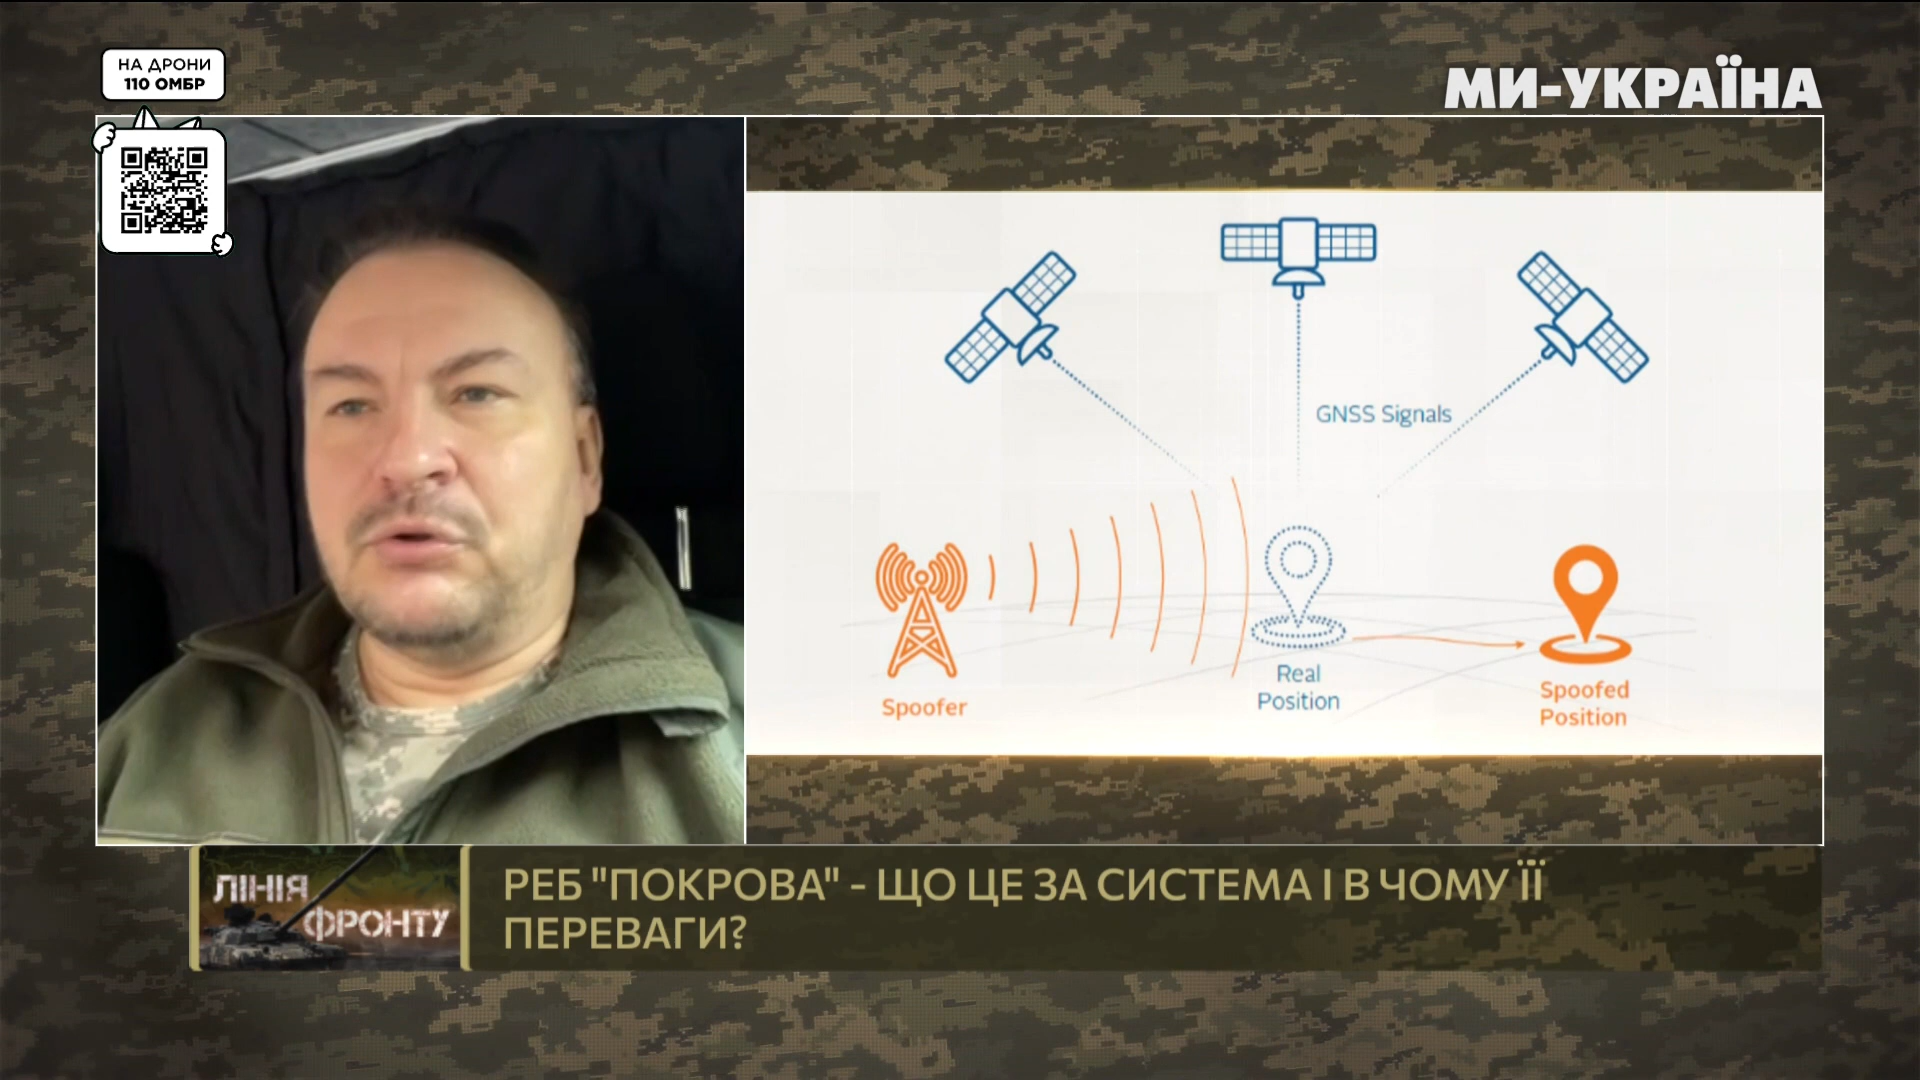 НА ДРОНИ
110 ОМБР
МИ-УКРАЇНА
GNSS Signals
Spoofer
Real
Position
Spoofed
Position
ЛІНІЯ
ФРОНТУ
РЕБ "ПОКРОВА" - ЩО ЦЕ ЗА СИСТЕМА І В ЧОМУ ЇЇ
ПЕРЕВАГИ?